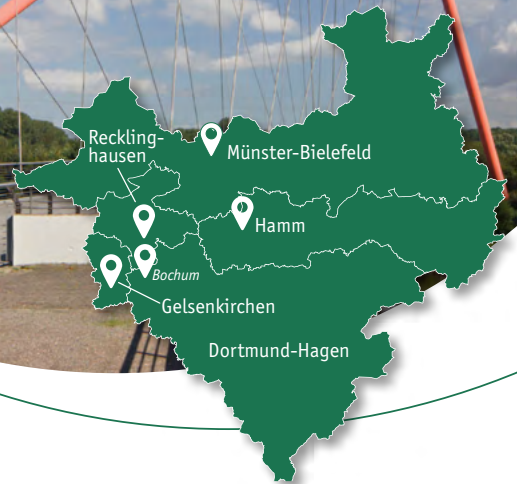 Reckling-
hausen
Münster-Bielefeld
Hamm
Bochum
Gelsenkirchen
Dortmund-Hagen